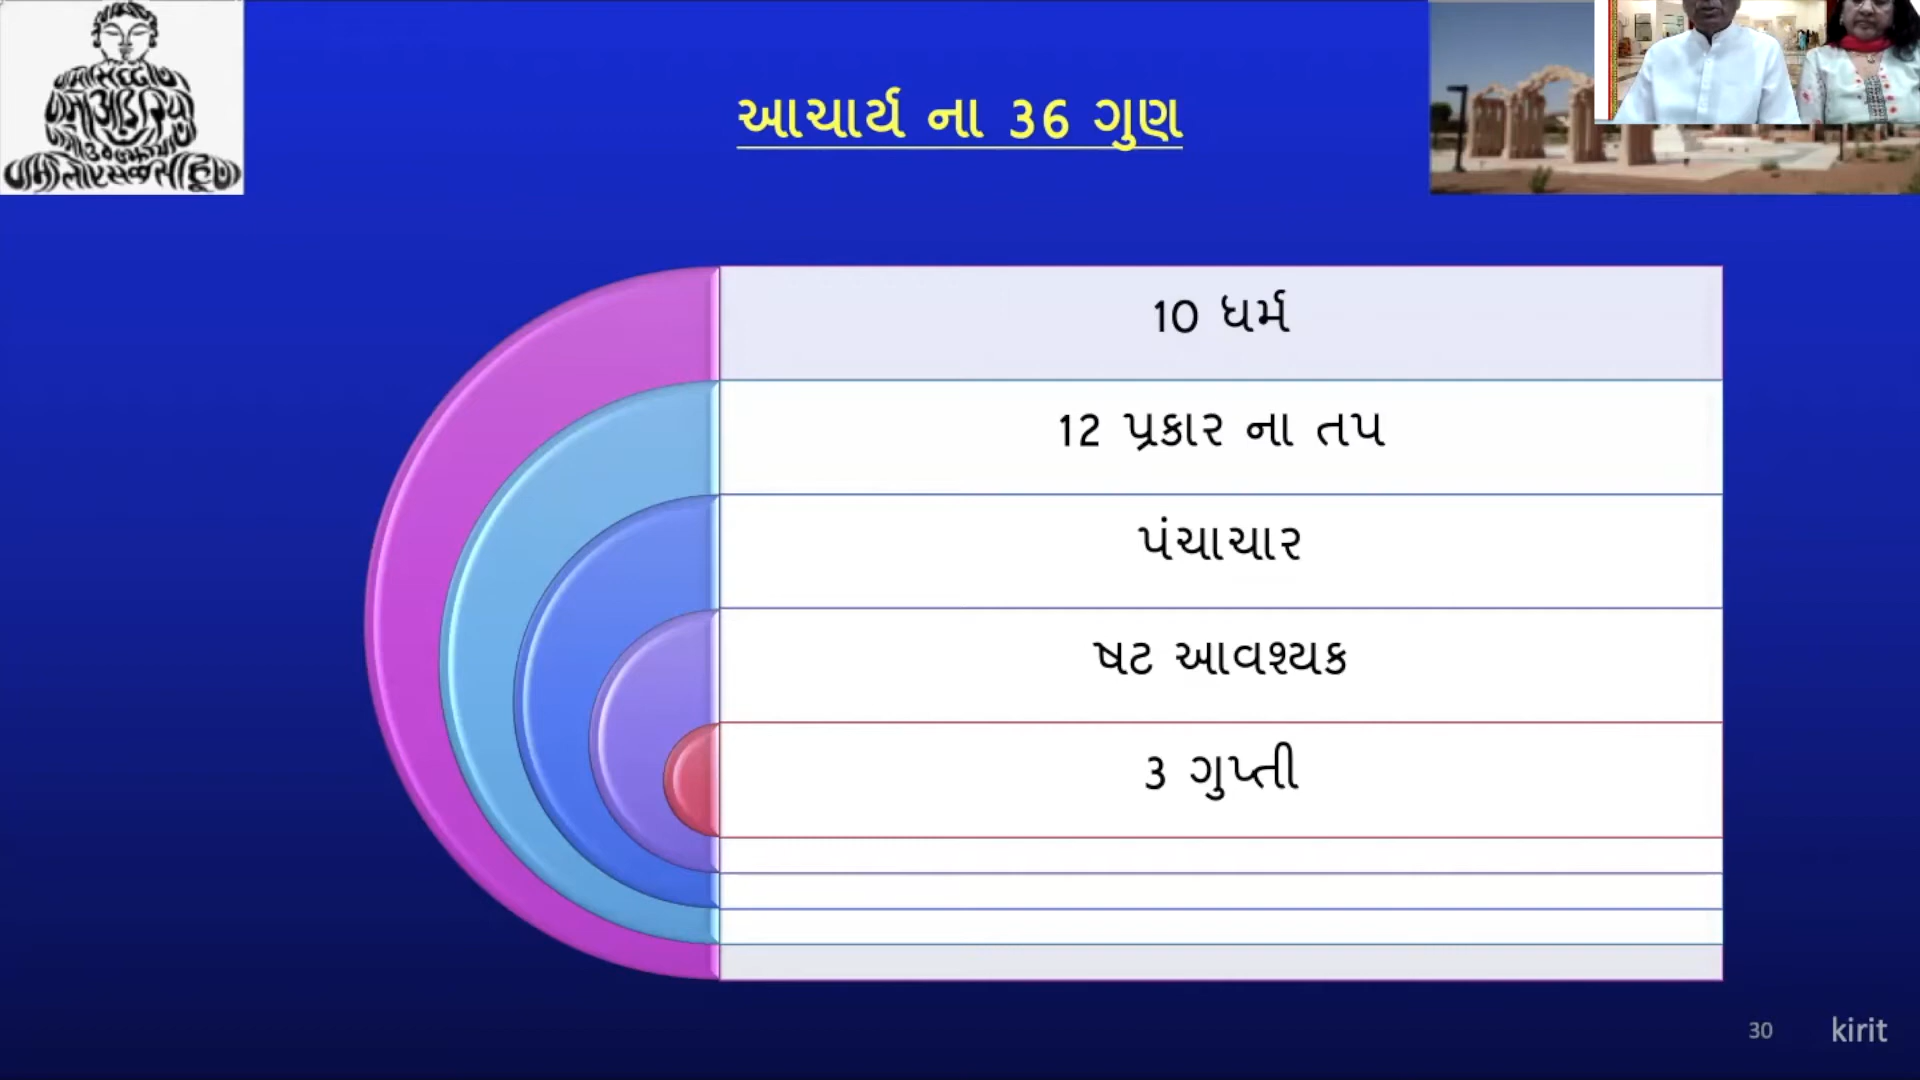 આચાર્ય ના 36 ગુણ
10 ધર્મ
12 પ્રકાર ના તપ
પંચાચાર
ષટ આવશ્યક
3 ગુપ્તી
30
kirit